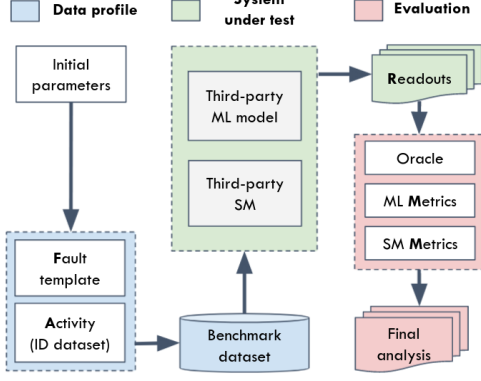 Data profile
System
under test
Evaluation
Initial
parameters
Third-party
ML model
Third-party
SM
Readouts
Oracle
ML Metrics
SM Metrics
Fault
template
Activity
(ID dataset)
Benchmark
dataset
Final
analysis